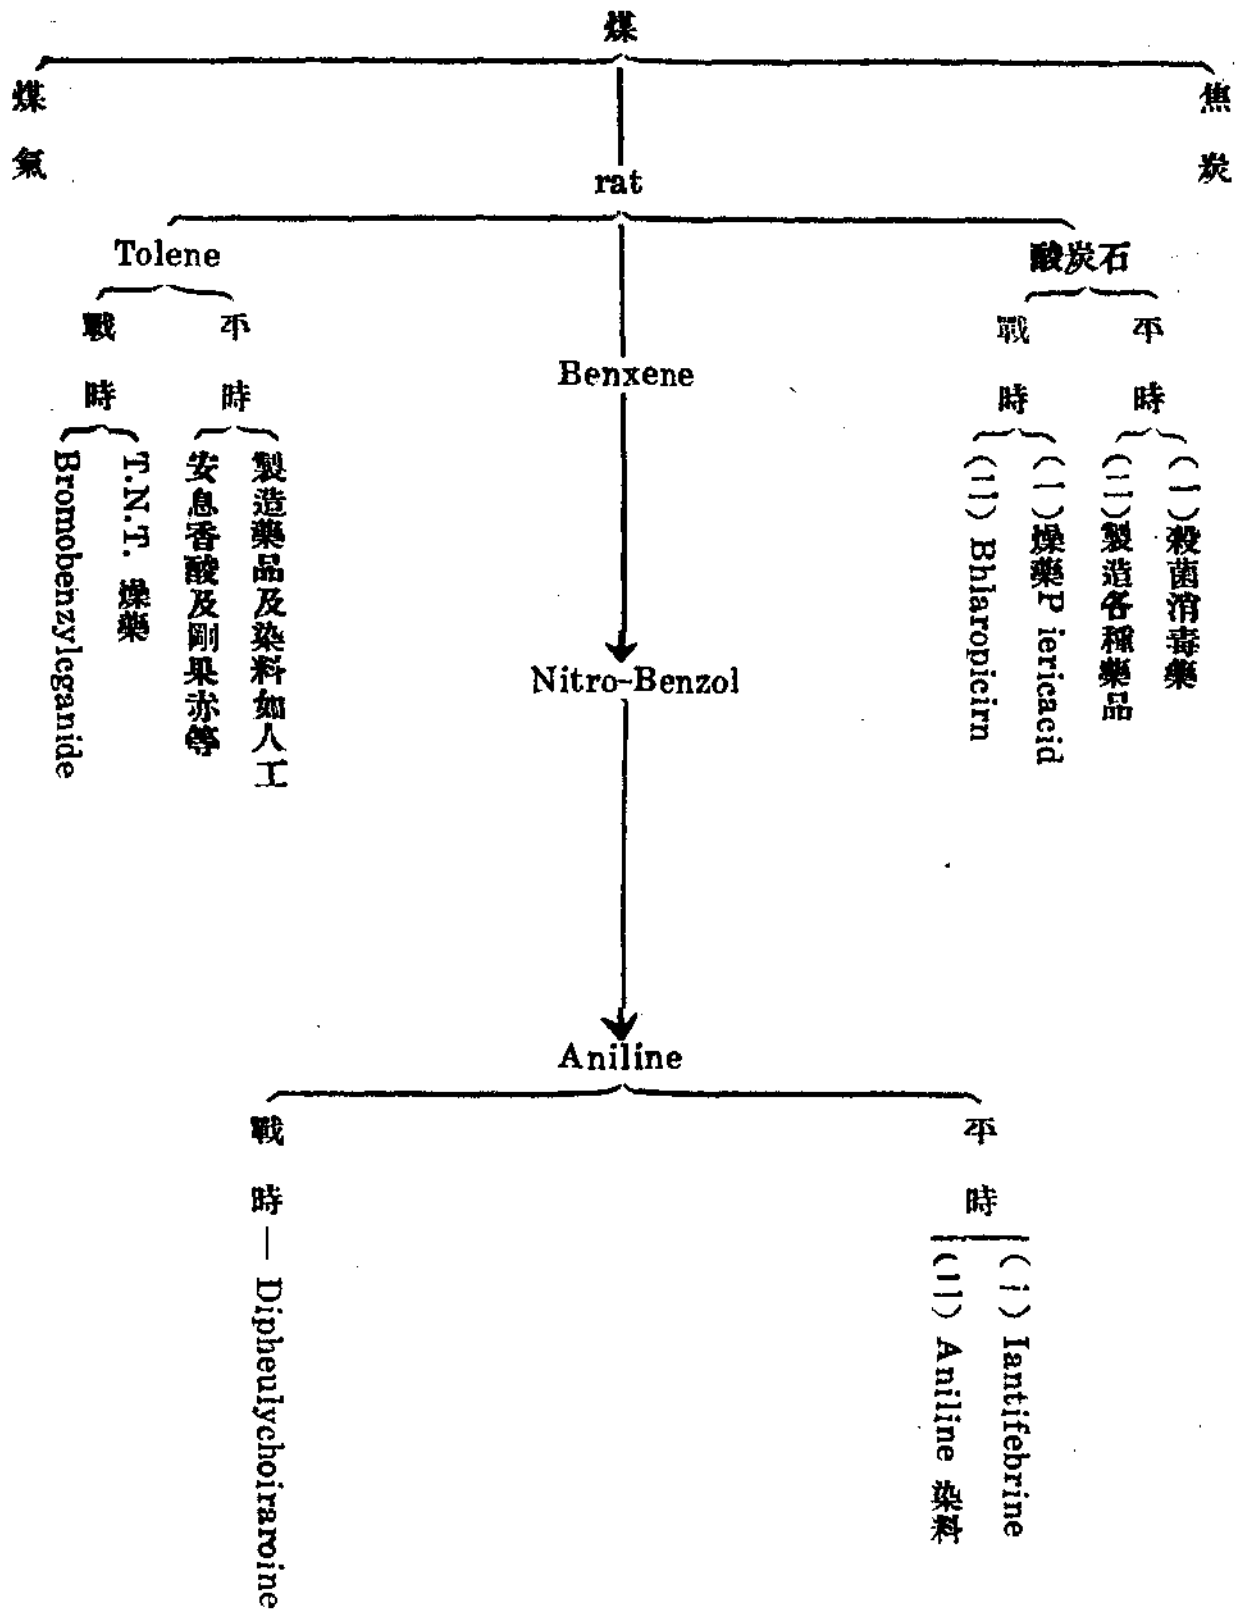 煤
煤氣
焦炭
rat
Tolene
酸炭石
戰時
平時
戰時
平時
Benxene
(一)殺菌消毒藥
(二)製造各種藥品
(一)爆藥P iericacid
(二) Bhlaropicirn
製造藥品及染料如人工
安息香酸及剛果赤等
T.N.T. 爆藥
Bromobenzylcganide
Nitro-Benzol
Aniline
戰時—Dipheulychoiraroine
平時
(一) Iantifebrine
(二) Aniline 染料